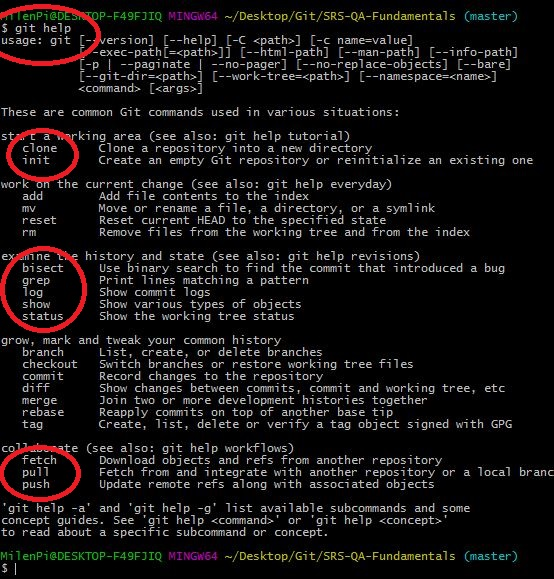 MilenPi@DESKTOP-F49FJIQ MINGW64 ~/Desktop/Git/SRS-QA-Fundamentals (master)
$ git help
usage: git [--version] [--help] [-C <path>] [-c name=value]
[--exec-path[=<path>]] [--html-path] [--man-path] [--info-path]
[-p | --paginate | --no-pager] [--no-replace-objects] [--bare]
[--git-dir=<path>] [--work-tree=<path>] [--namespace=<name>]
<command> [<args>]
These are common Git commands used in various situations:
start a working area (see also: git help tutorial)
clone Clone a repository into a new directory
init Create an empty Git repository or reinitialize an existing one
work on the current change (see also: git help everyday)
add Add file contents to the index
mv Move or rename a file, a directory, or a symlink
reset Reset current HEAD to the specified state
rm Remove files from the working tree and from the index
examine the history and state (see also: git help revisions)
bisect Use binary search to find the commit that introduced a bug
grep Print lines matching a pattern
log Show commit logs
show Show various types of objects
status Show the working tree status
grow, mark and tweak your common history
branch List, create, or delete branches
checkout Switch branches or restore working tree files
commit Record changes to the repository
diff Show changes between commits, commit and working tree, etc
merge Join two or more development histories together
rebase Reapply commits on top of another base tip
tag Create, list, delete or verify a tag object signed with GPG
collaborate (see also: git help workflows)
fetch Download objects and refs from another repository
pull Fetch from and integrate with another repository or a local branc
push Update remote refs along with associated objects
'git help -a' and 'git help -g' list available subcommands and some
concept guides. See 'git help <command>' or 'git help <concept>'
to read about a specific subcommand or concept.
MilenPi@DESKTOP-F49FJIQ MINGW64 ~/Desktop/Git/SRS-QA-Fundamentals (master)
$